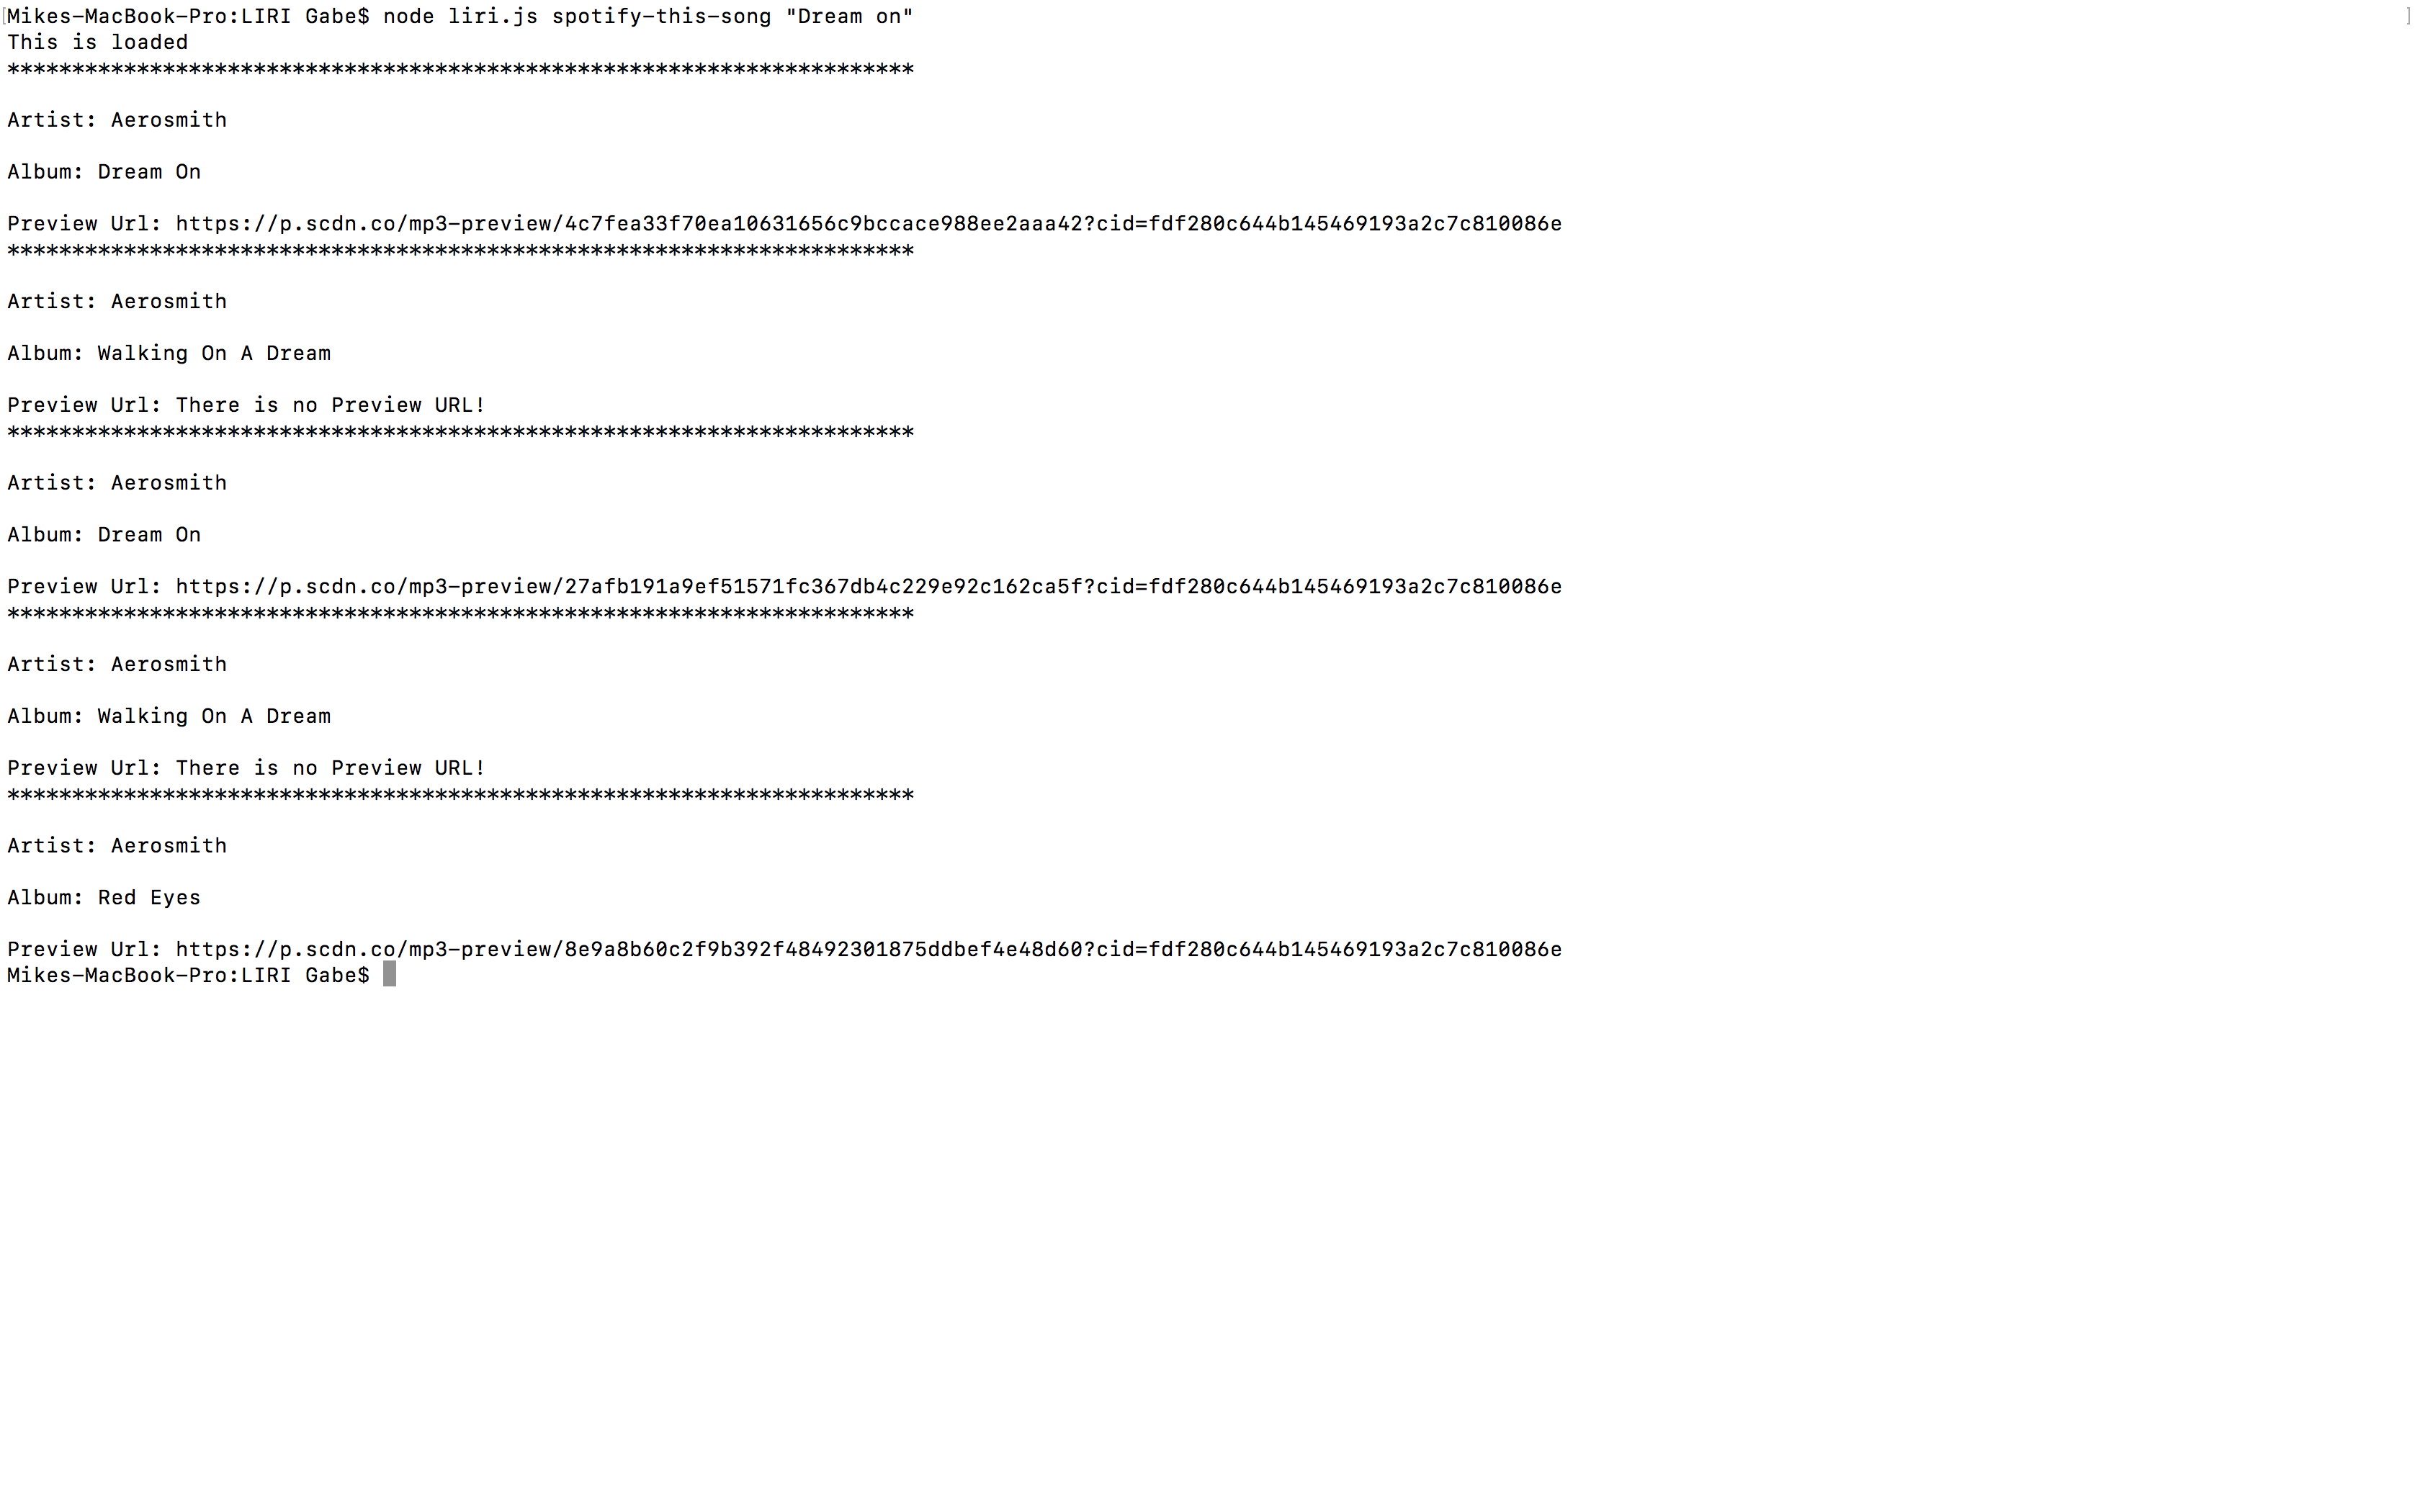 Mikes-MacBook-Pro:LIRI Gabe$ node liri.js spotify-this-song "Dream on"
This is loaded
**********************************************************************
Artist: Aerosmith
Album: Dream On
Preview Url: https://p.scdn.co/mp3-preview/4c7fea33f70ea10631656c9bccace988ee2aaa42?cid=fdf280c644b145469193a2c7c810086e
**********************************************************************
Artist: Aerosmith
Album: Walking On A Dream
Preview Url: There is no Preview URL!
**********************************************************************
Artist: Aerosmith
Album: Dream On
Preview Url: https://p.scdn.co/mp3-preview/27afb191a9ef51571fc367db4c229e92c162ca5f?cid=fdf280c644b145469193a2c7c810086e
**********************************************************************
Artist: Aerosmith
Album: Walking On A Dream
Preview Url: There is no Preview URL!
**********************************************************************
Artist: Aerosmith
Album: Red Eyes
Preview Url: https://p.scdn.co/mp3-preview/8e9a8b60c2f9b392f48492301875ddbef4e48d60?cid=fdf280c644b145469193a2c7c810086e
Mikes-MacBook-Pro:LIRI Gabe$